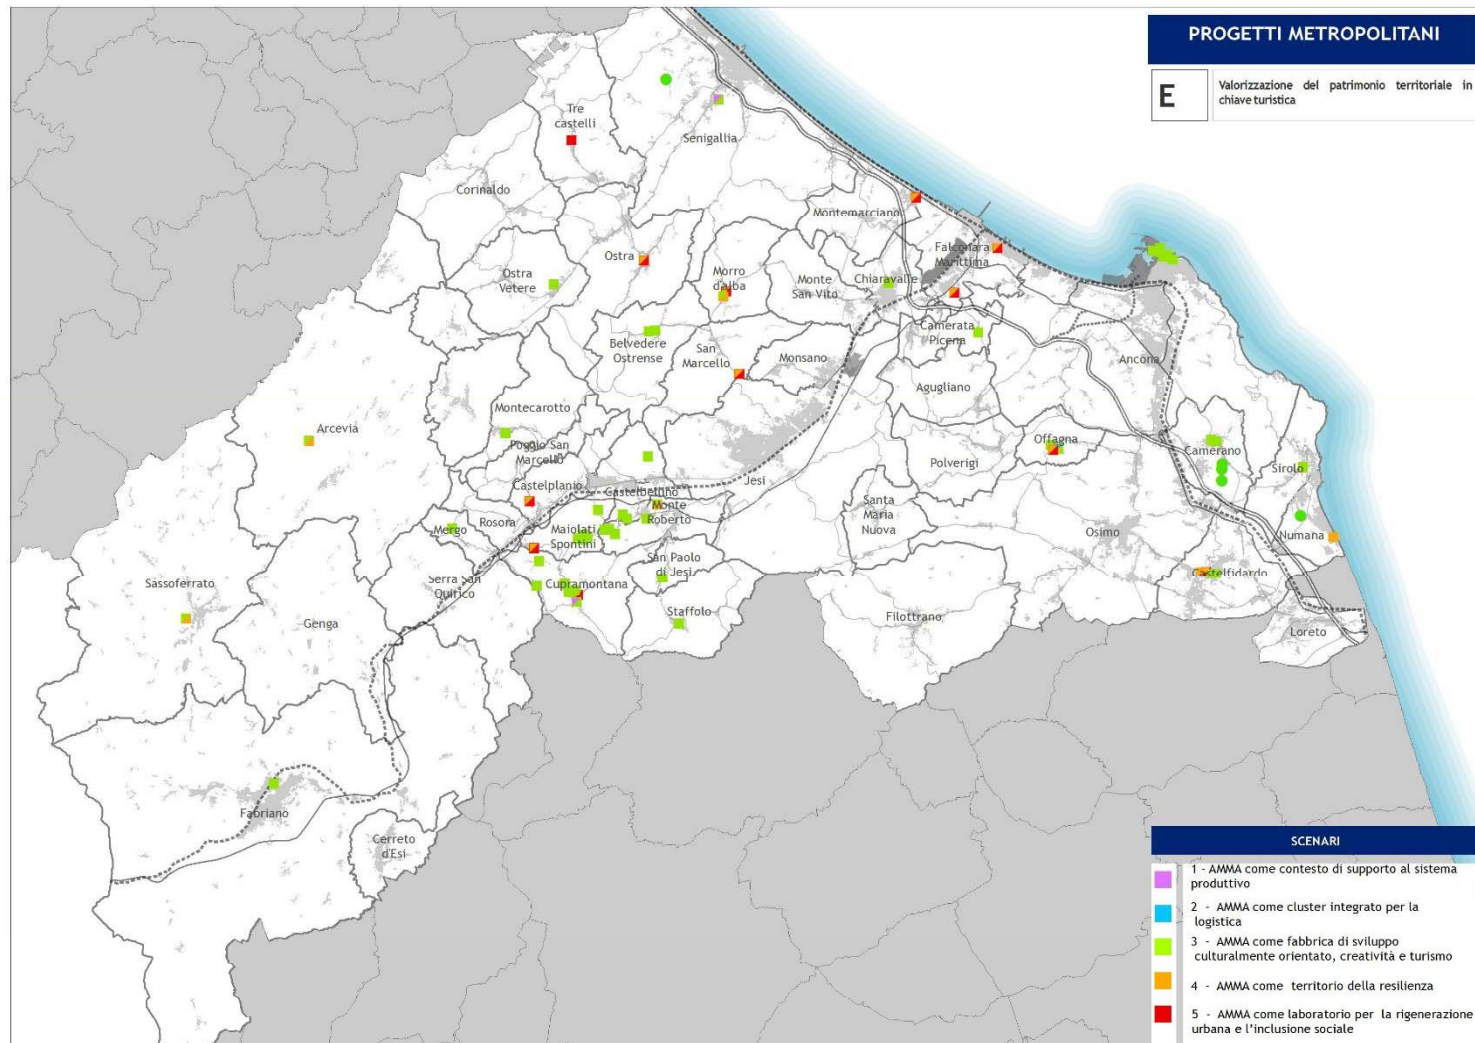 PROGETTI METROPOLITANI
E
Valorizzazione del patrimonio territoriale in
chiave turistica
Tre
castelli
Senigallia
Corinaldo
Montemarciano
Ostra
Falconara
Marittima
Ostra
Vetere
Morro
d'alba
Monte
San Vito
Chiaravalle
Belvedere
Ostrense
San
Marcello
Monsano
Camerata
Picena
Ancona
Agugliano
Montecarotto
Arcevia
Poggio San
Marcello
Offagna
Camerano
Polverigi
Sirolo
Castelplanio
Jesi
Castelbellino
Monte
Roberto
Santa
Maria
Nuova
Mergo
Rosora
Maiolati
Spontini
Osimo
Numana
San Paolo
di Jesi
Castelfidardo
Sassoferrato
Serra San
Quirico
Cupramontana
Staffolo
Genga
Filottrano
Loreto
Fabriano
Cerreto
d'Esi
SCENARI
1 - AMMA come contesto di supporto al sistema
produttivo
2 - AMMA come cluster integrato per la
logistica
3 - AMMA come fabbrica di sviluppo
culturalmente orientato, creatività e turismo
4 - AMMA come territorio della resilienza
5 - AMMA come laboratorio per la rigenerazione
urbana e l'inclusione sociale